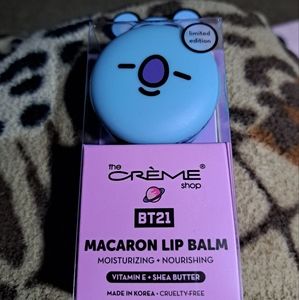 limited
edition
the
CRÈME®
shop
BT21
MACARON LIP BALM
MOISTURIZING + NOURISHING
VITAMIN E + SHEA BUTTER
MADE IN KOREA • CRUELTY-FREE